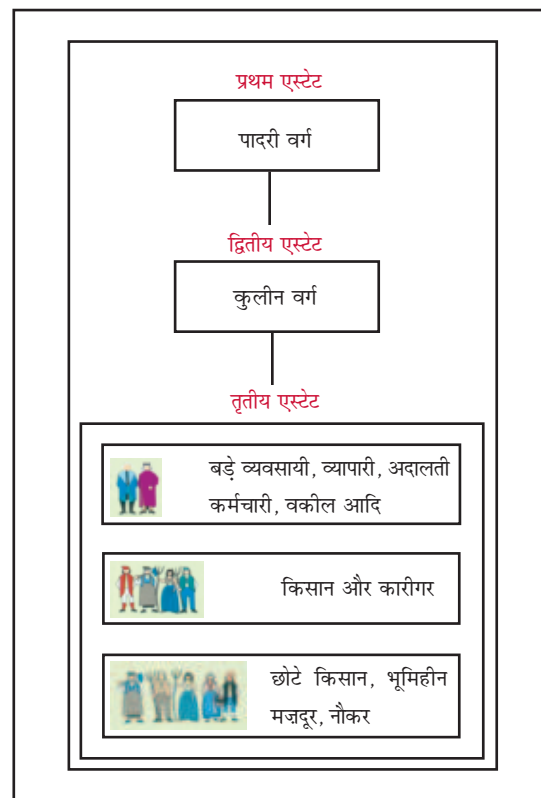 प्रथम एस्टेट
पादरी वर्ग
द्वितीय एस्टेट
कुलीन वर्ग
तृतीय एस्टेट
बड़े व्यवसायी, व्यापारी, अदालती
कर्मचारी, वकील आदि
किसान और कारीगर
छोटे किसान, भूमिहीन
मज़दूर, नौकर